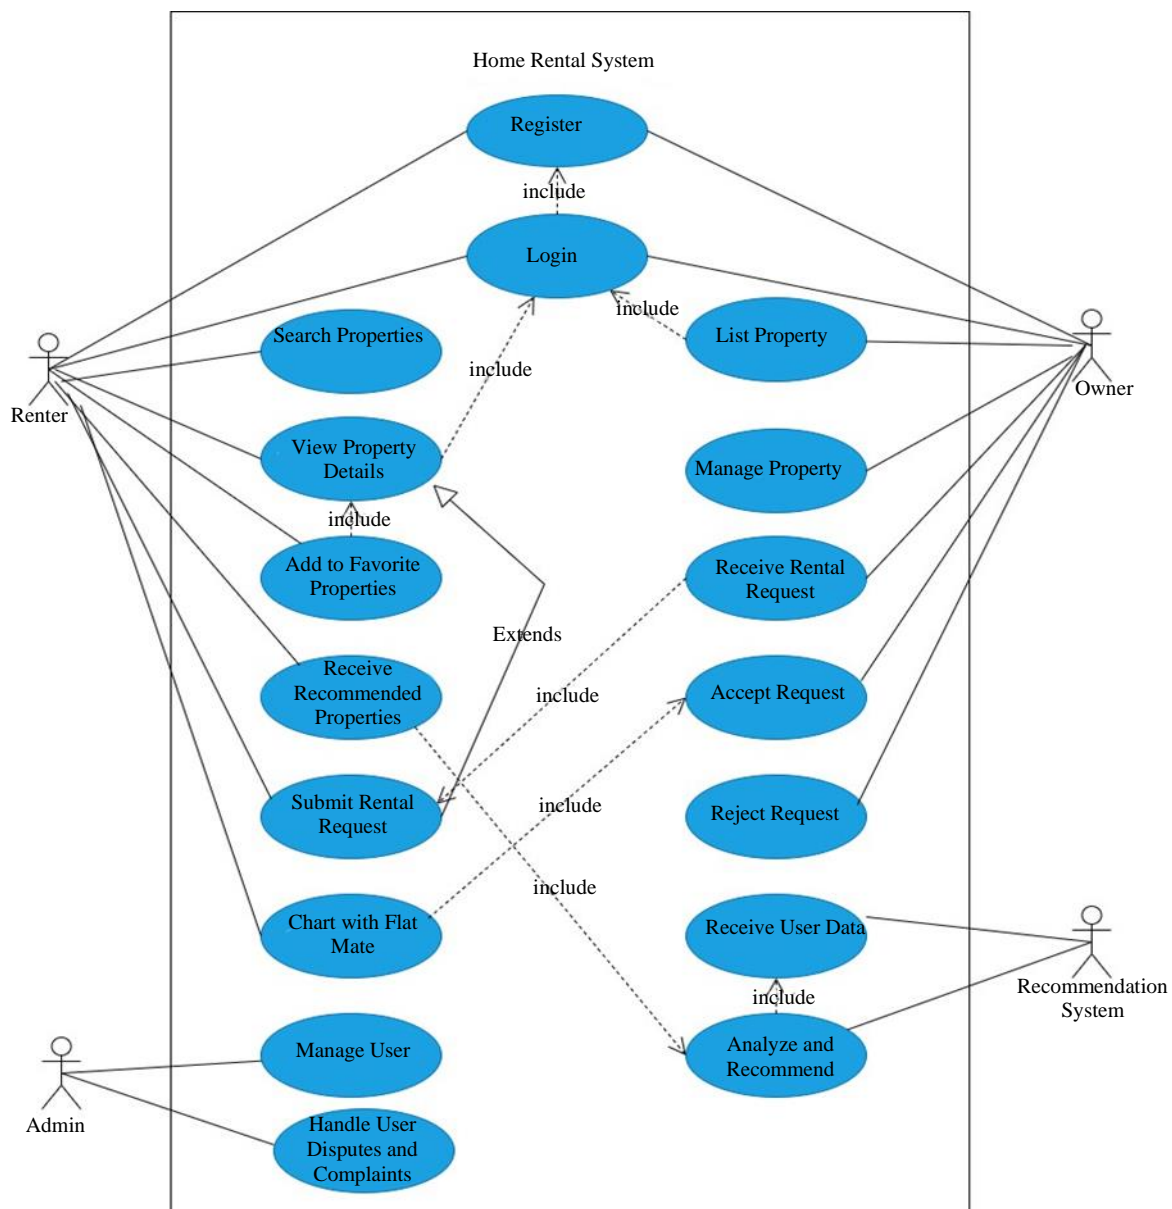 Home Rental System
Register
include
Login
include
List Property
Search Properties
include
Renter
Owner
View Property
Details
Manage Property
include
Add to Favorite
Properties
Receive Rental
Request
Extends
Receive
Recommended
Properties
include
Accept Request
Submit Rental
Request
include
Reject Request
include
Chart with Flat
Mate
Receive User Data
Recommendation
System
include
Manage User
Analyze and
Recommend
Admin
Handle User
Disputes and
Complaints